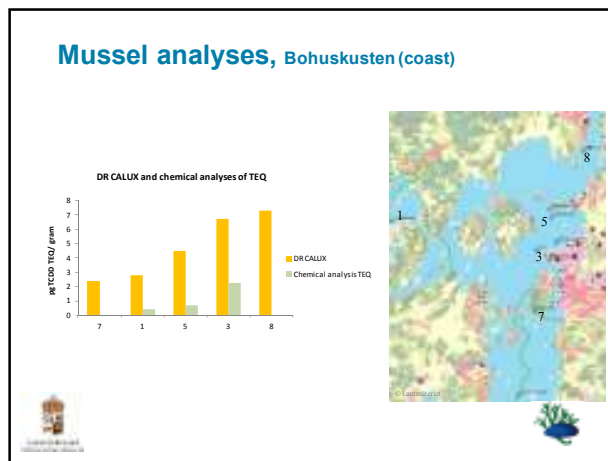 Mussel analyses, Bohuskusten (coast)
DR CALUX and chemical analyses of TEQ
pg TCDD TEQ/ gram
8
7
6
5
4
3
2
1
0
7 1 5 3 8
DR CALUX
Chemical analysis TEQ
8
1
5
3
7
© Lantmäteriet